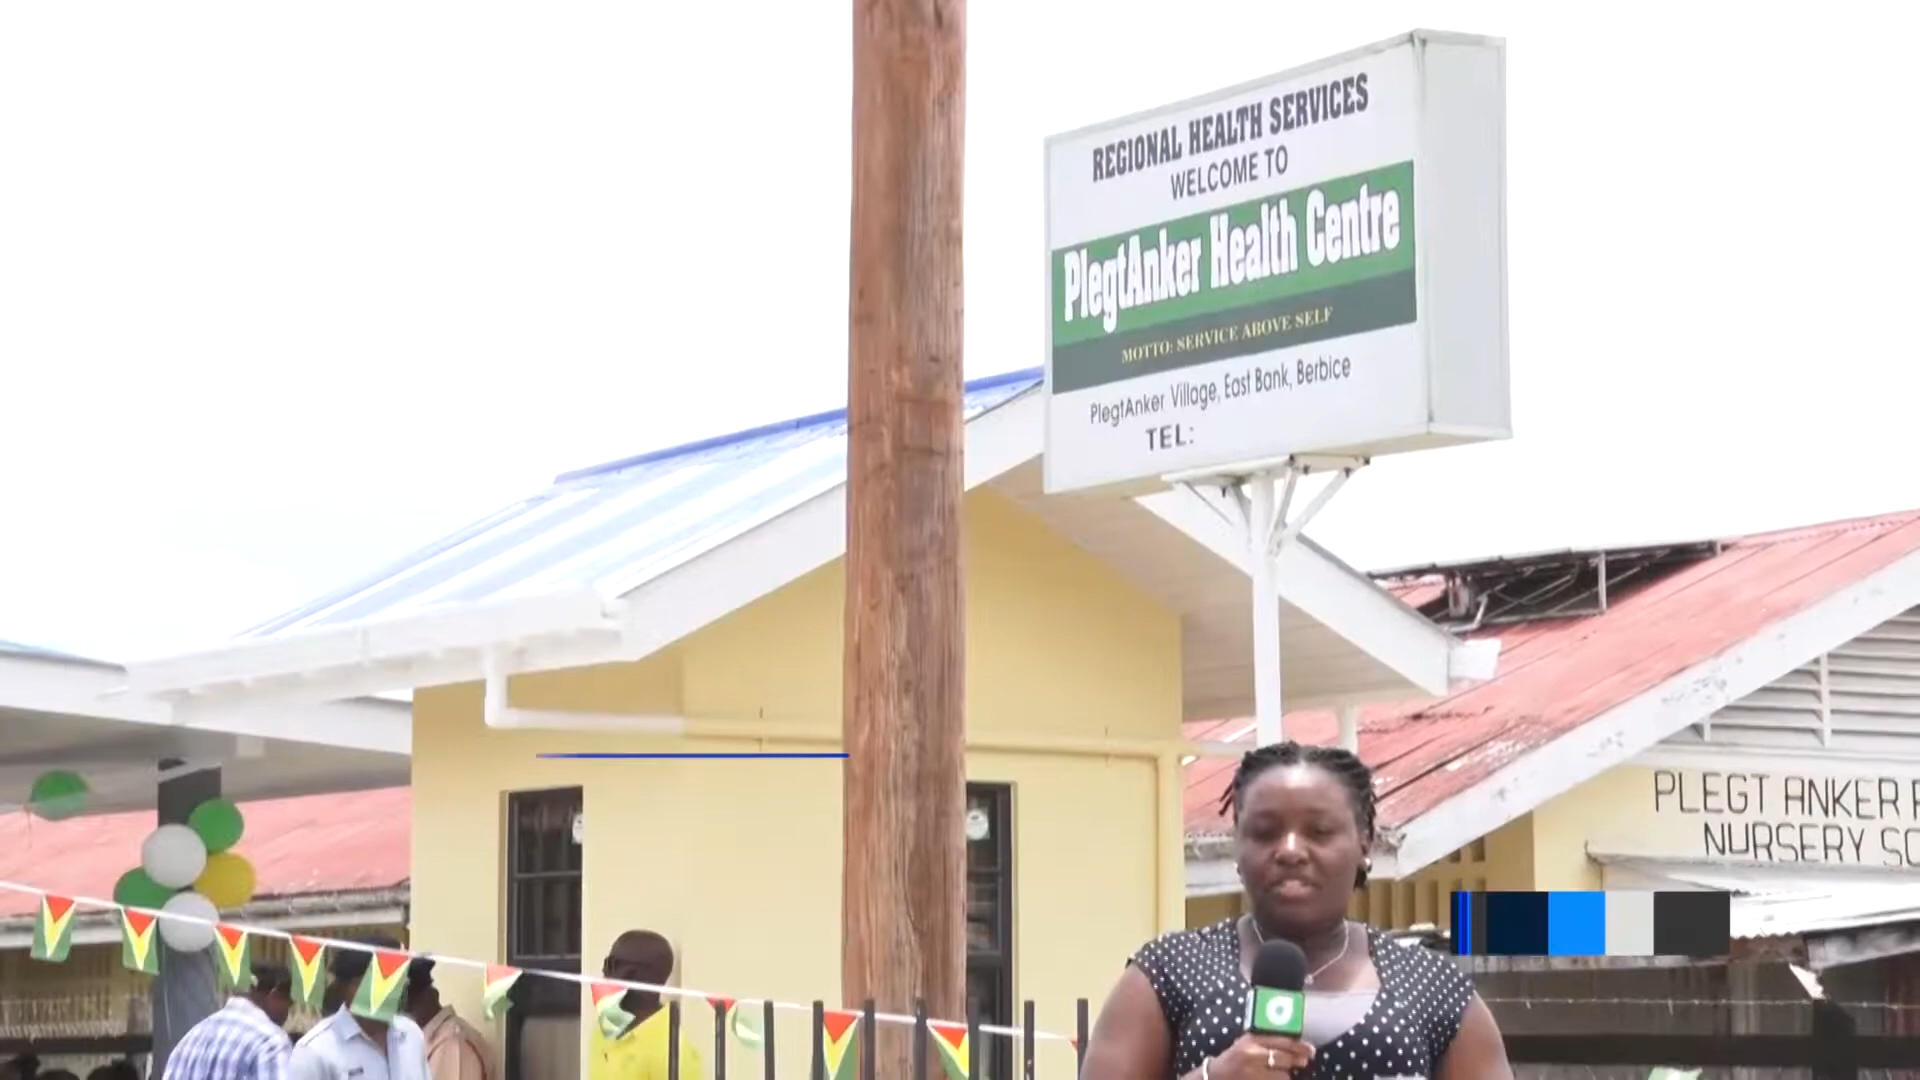 REGIONAL HEALTH SERVICES
WELCOME TO
PlegtAnker Health Centre
MOTTO: SERVICE ABOVE SELF
PlegtAnker Village, East Bank, Berbice
TEL:
PLEGT ANKER
NURSERY